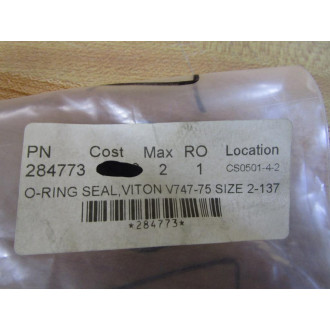 PN Cost Max RO Location
284773 2 1 CS0501-4-2
O-RING SEAL,VITON V747-75 SIZE 2-137
*284773*